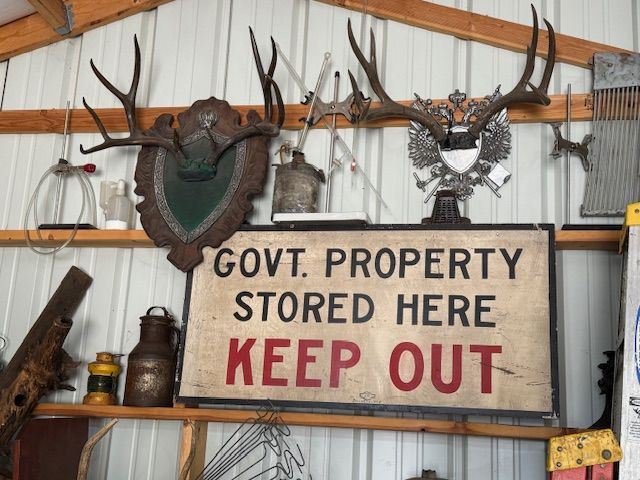 GOVT. PROPERTY
STORED HERE
KEEP OUT